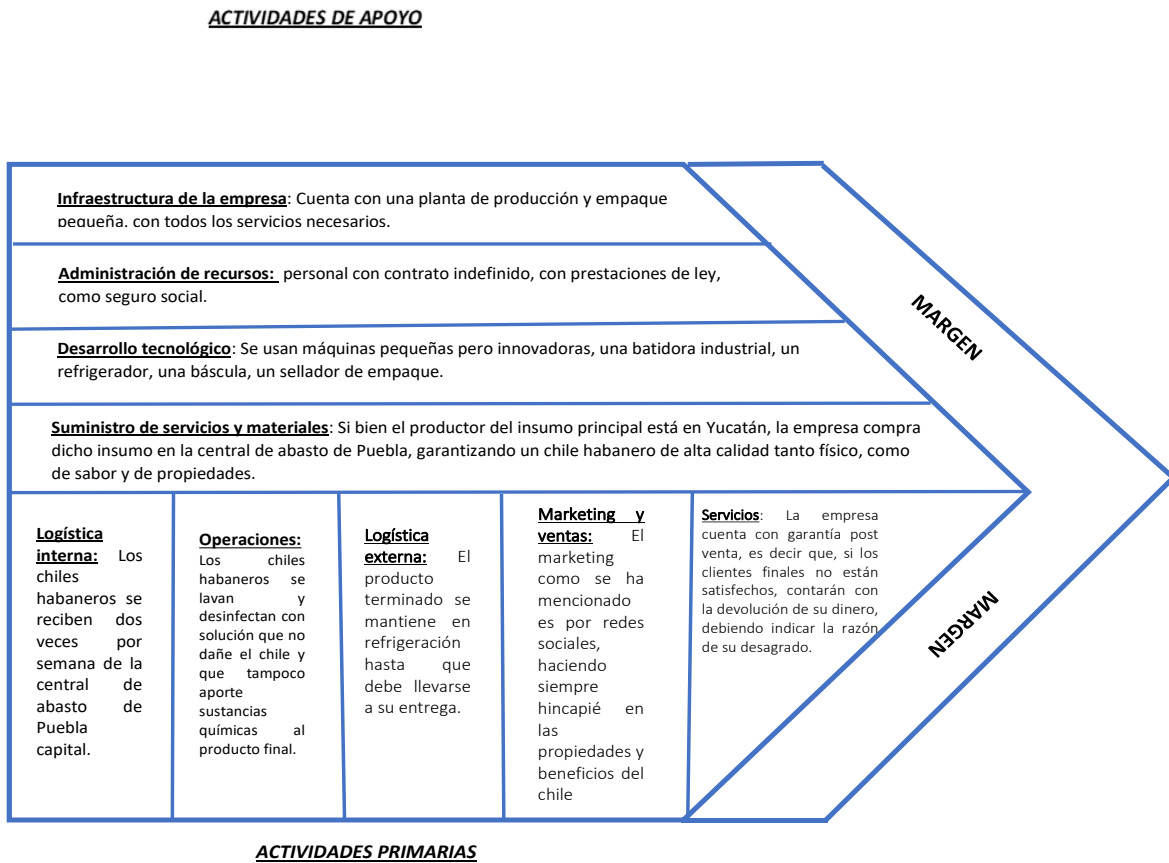 ACTIVIDADES DE APOYO
Infraestructura de la empresa: Cuenta con una planta de producción y empaque
pequeña, con todos los servicios necesarios.
Administración de recursos: personal con contrato indefinido, con prestaciones de ley,
como seguro social.
Desarrollo tecnológico: Se usan máquinas pequeñas pero innovadoras, una batidora industrial, un
refrigerador, una báscula, un sellador de empaque.
Suministro de servicios y materiales: Si bien el productor del insumo principal está en Yucatán, la empresa compra
dicho insumo en la central de abasto de Puebla, garantizando un chile habanero de alta calidad tanto físico, como
de sabor y de propiedades.
MARGEN
Logística
interna: Los
chiles
habaneros se
reciben dos
veces por
semana de la
central de
abasto de
Puebla
capital.
Operaciones:
Los chiles
habaneros se
lavan y
desinfectan con
solución que no
dañe el chile y
que tampoco
aporte
sustancias
químicas al
producto final.
Logística
externa: El
producto
terminado se
mantiene en
refrigeración
hasta que
debe llevarse
a su entrega.
Marketing y
ventas: El
marketing
como se ha
mencionado
es por redes
sociales,
haciendo
siempre
hincapié en
las
propiedades y
beneficios del
chile
Servicios: La empresa
cuenta con garantía post
venta, es decir que, si los
clientes finales no están
satisfechos, contarán con
la devolución de su dinero,
debiendo indicar la razón
de su desagrado.
MARGEN
ACTIVIDADES PRIMARIAS